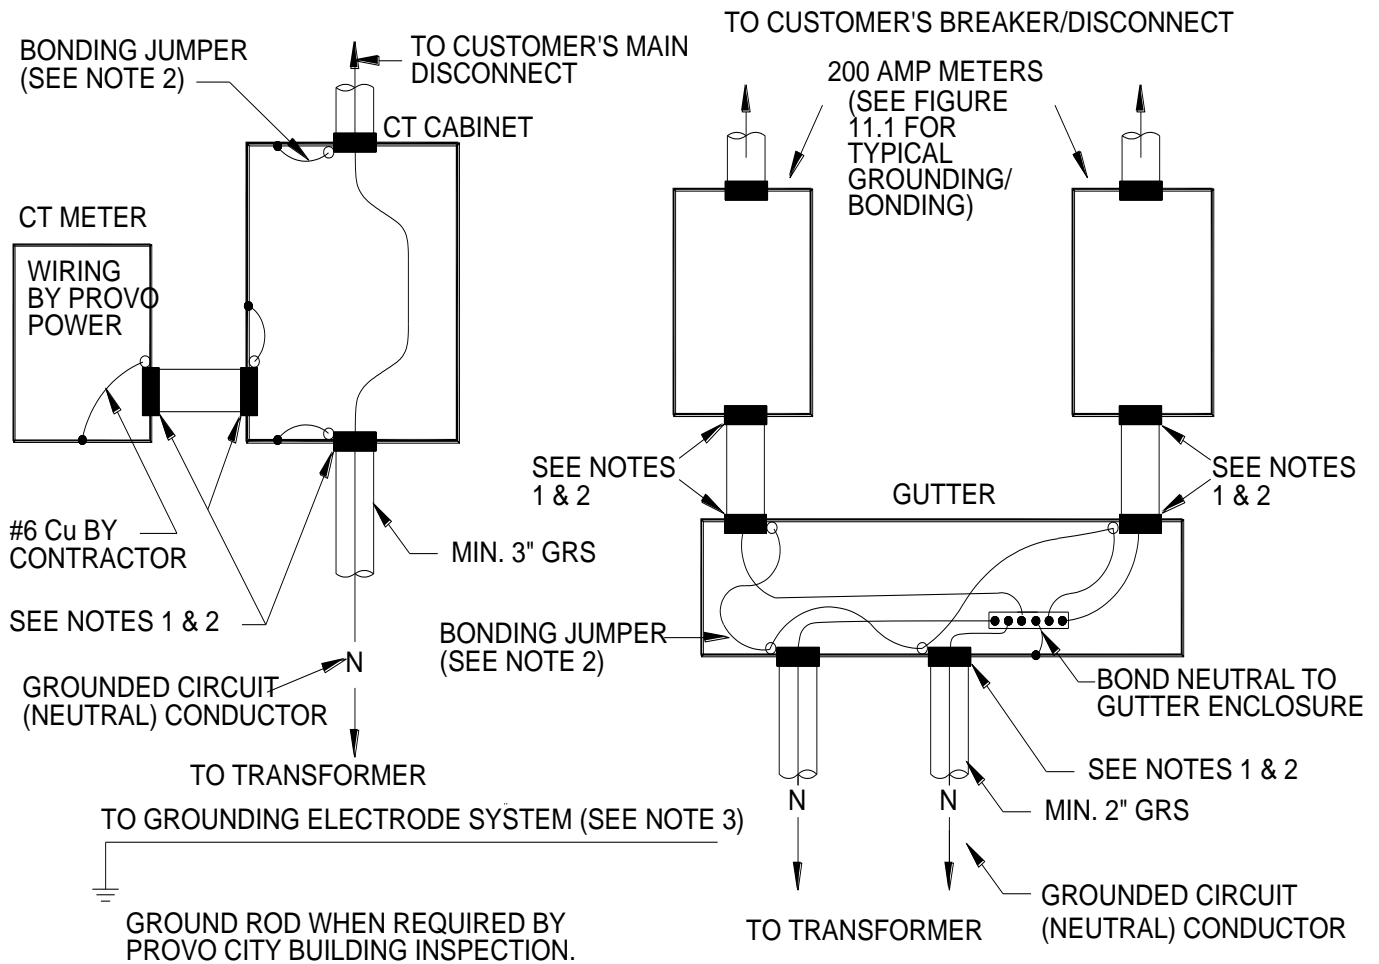 TO CUSTOMER'S BREAKER/DISCONNECT
BONDING JUMPER
(SEE NOTE 2)
TO CUSTOMER'S MAIN
DISCONNECT
200 AMP METERS
(SEE FIGURE
11.1 FOR
TYPICAL
GROUNDING/
BONDING)
CT CABINET
CT METER
WIRING
BY PROVO
POWER
#6 Cu BY
CONTRACTOR
MIN. 3" GRS
SEE NOTES 1 & 2
N
GROUNDED CIRCUIT
(NEUTRAL) CONDUCTOR
TO TRANSFORMER
SEE NOTES
1 & 2
GUTTER
SEE NOTES
1 & 2
BONDING JUMPER
(SEE NOTE 2)
BOND NEUTRAL TO
GUTTER ENCLOSURE
SEE NOTES 1 & 2
MIN. 2" GRS
N
N
GROUNDED CIRCUIT
(NEUTRAL) CONDUCTOR
TO TRANSFORMER
TO GROUNDING ELECTRODE SYSTEM (SEE NOTE 3)
GROUND ROD WHEN REQUIRED BY
PROVO CITY BUILDING INSPECTION.